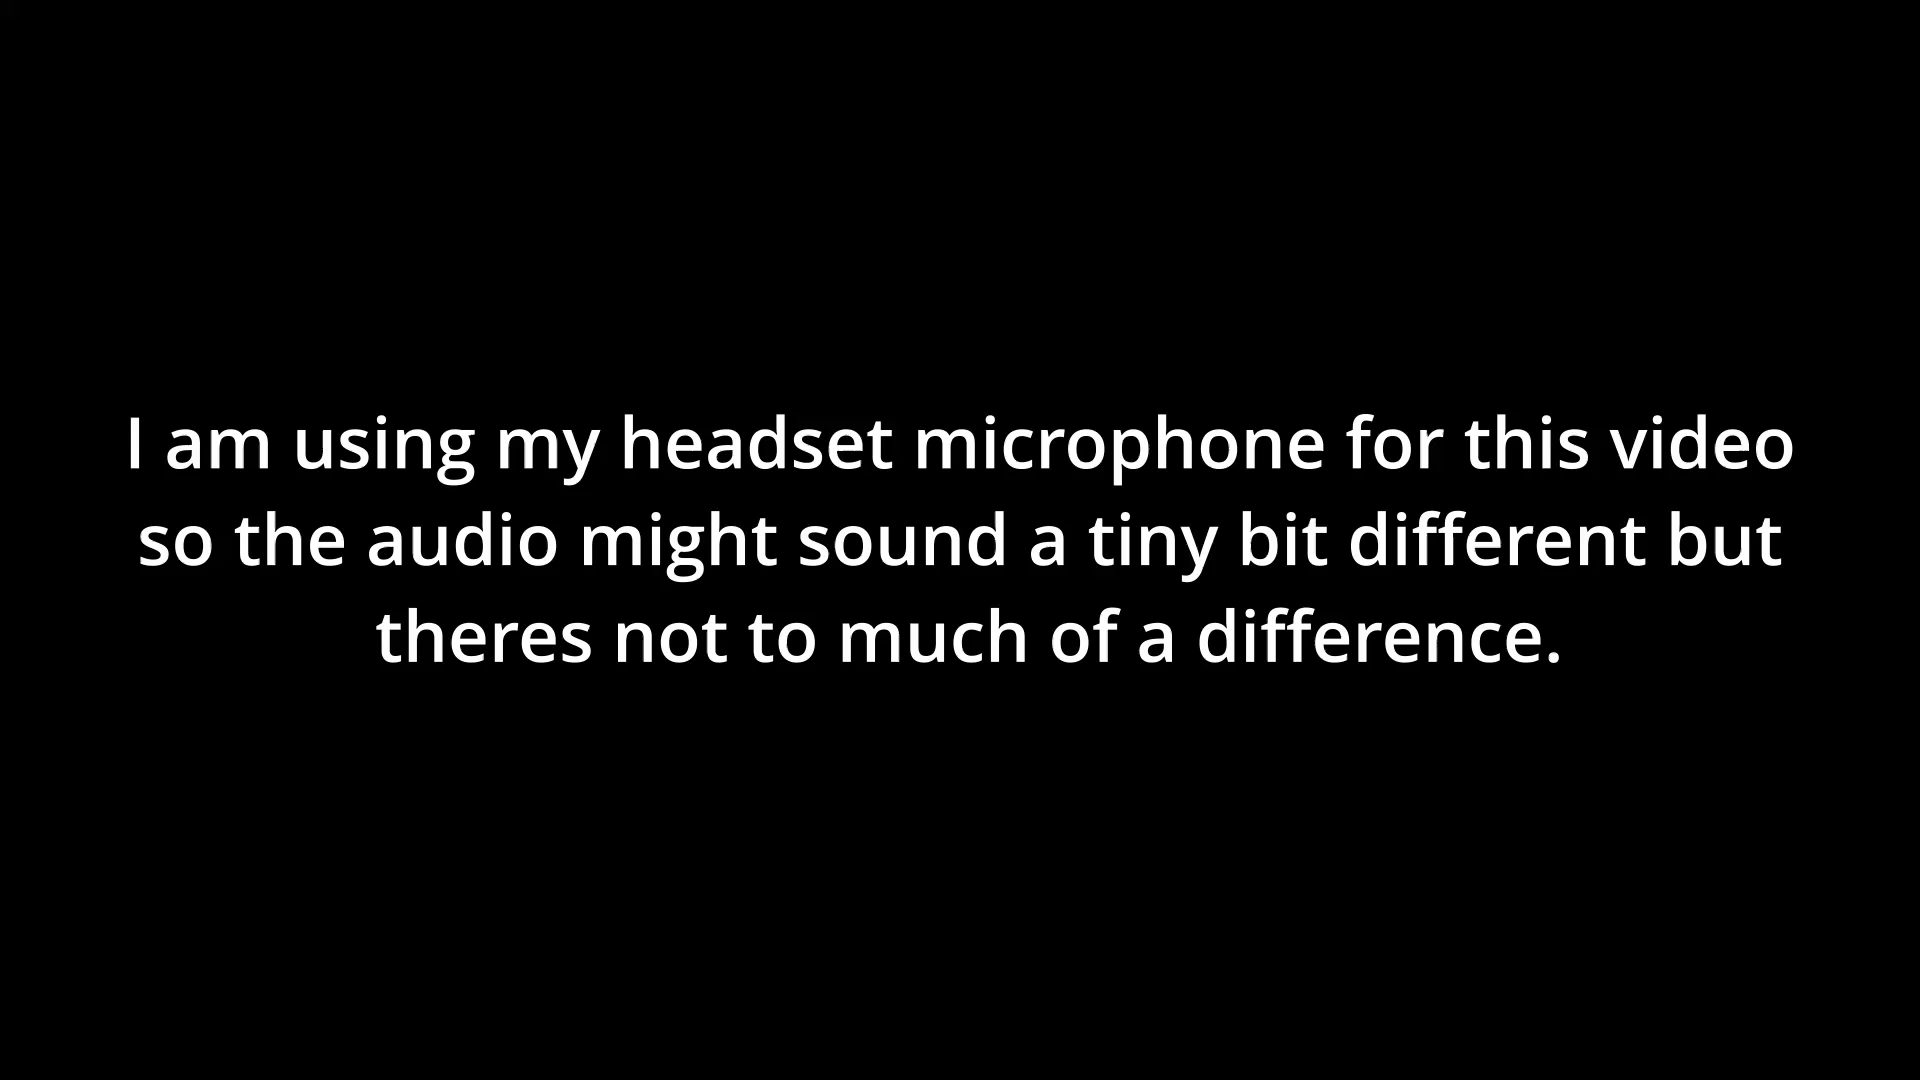 I am using my headset microphone for this video
so the audio might sound a tiny bit different but
theres not to much of a difference.